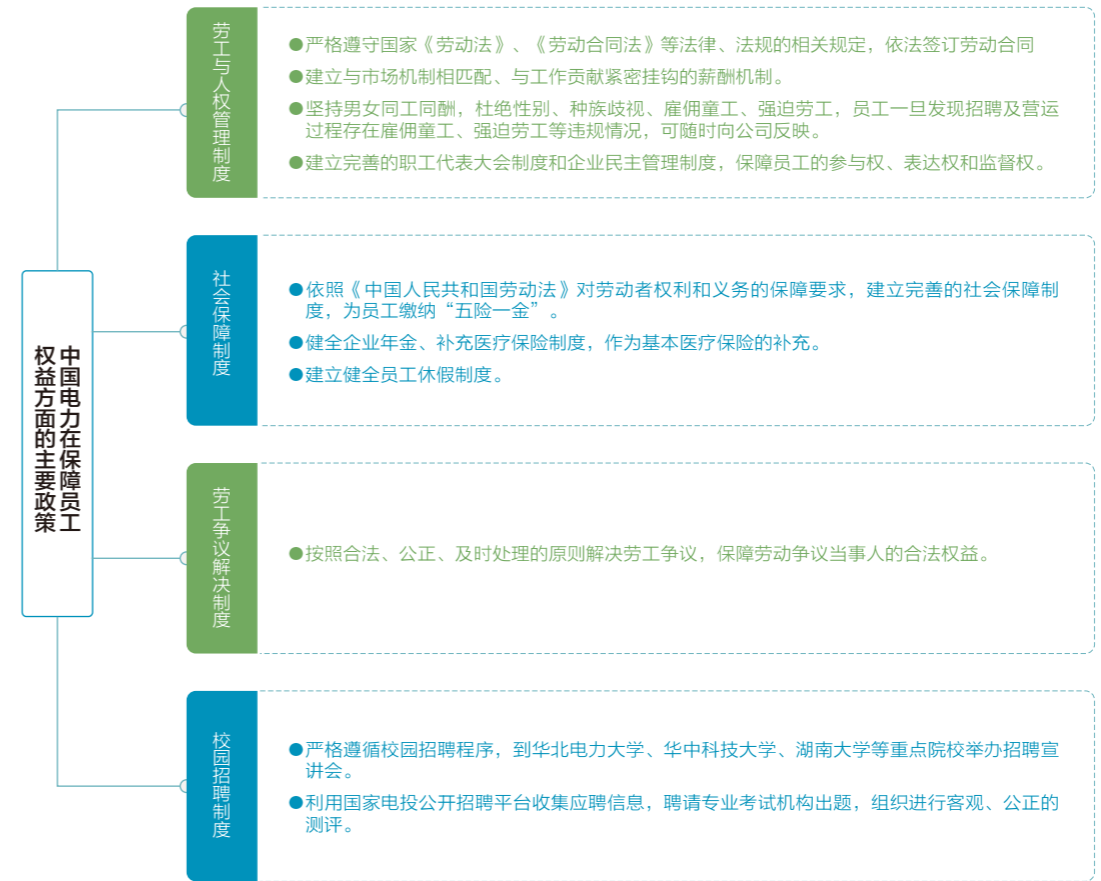 中国电力在保障员工
权益方面的主要政策
劳工与人权管理制度
●严格遵守国家《劳动法》、《劳动合同法》等法律、法规的相关规定，依法签订劳动合同
●建立与市场机制相匹配、与工作贡献紧密挂钩的薪酬机制。
●坚持男女同工同酬，杜绝性别、种族歧视、雇佣童工、强迫劳工，员工一旦发现招聘及营运
过程存在雇佣童工、强迫劳工等违规情况，可随时向公司反映。
●建立完善的职工代表大会制度和企业民主管理制度，保障员工的参与权、表达权和监督权。
社会保障制度
●依照《中国人民共和国劳动法》对劳动者权利和义务的保障要求，建立完善的社会保障制
度，为员工缴纳“五险一金”。
●健全企业年金、补充医疗保险制度，作为基本医疗保险的补充。
●建立健全员工休假制度。
劳工争议解决制度
●按照合法、公正、及时处理的原则解决劳工争议，保障劳动争议当事人的合法权益。
校园招聘制度
●严格遵循校园招聘程序，到华北电力大学、华中科技大学、湖南大学等重点院校举办招聘宣
讲会。
●利用国家电投公开招聘平台收集应聘信息，聘请专业考试机构出题，组织进行客观、公正的
测评。